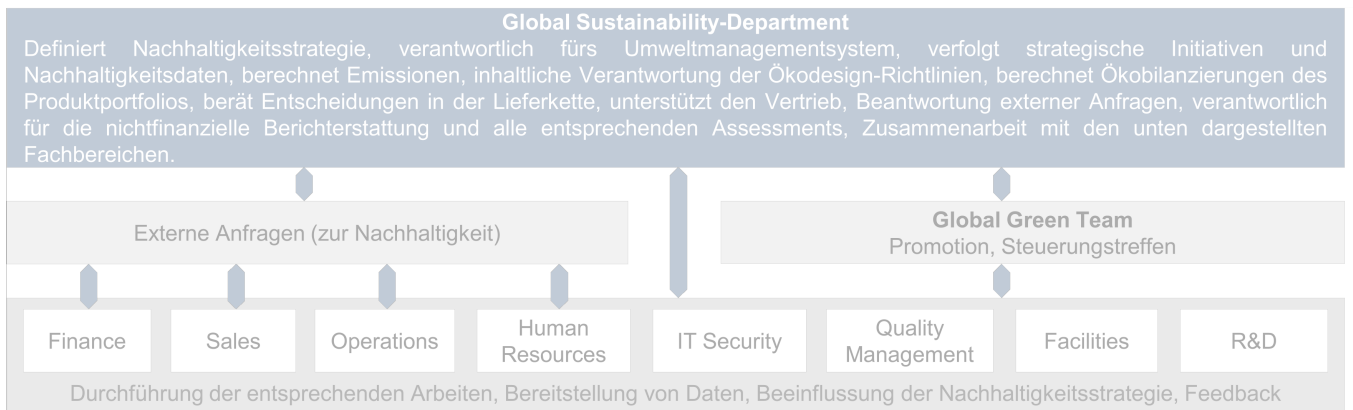 Global Sustainability-Department
Definiert Nachhaltigkeitsstrategie, verantwortlich fürs Umweltmanagementsystem, verfolgt strategische Initiativen und
Nachhaltigkeitsdaten, berechnet Emissionen, inhaltliche Verantwortung der Ökodesign-Richtlinien, berechnet Ökobilanzierungen des
Produktportfolios, berät Entscheidungen in der Lieferkette, unterstützt den Vertrieb, Beantwortung externer Anfragen, verantwortlich
für die nichtfinanzielle Berichterstattung und alle entsprechenden Assessments, Zusammenarbeit mit den unten dargestellten
Fachbereichen.
Externe Anfragen (zur Nachhaltigkeit)
Global Green Team
Promotion, Steuerungstreffen
Finance
Sales
Operations
Human
Resources
IT Security
Quality
Management
Facilities
R&D
Durchführung der entsprechenden Arbeiten, Bereitstellung von Daten, Beeinflussung der Nachhaltigkeitsstrategie, Feedback